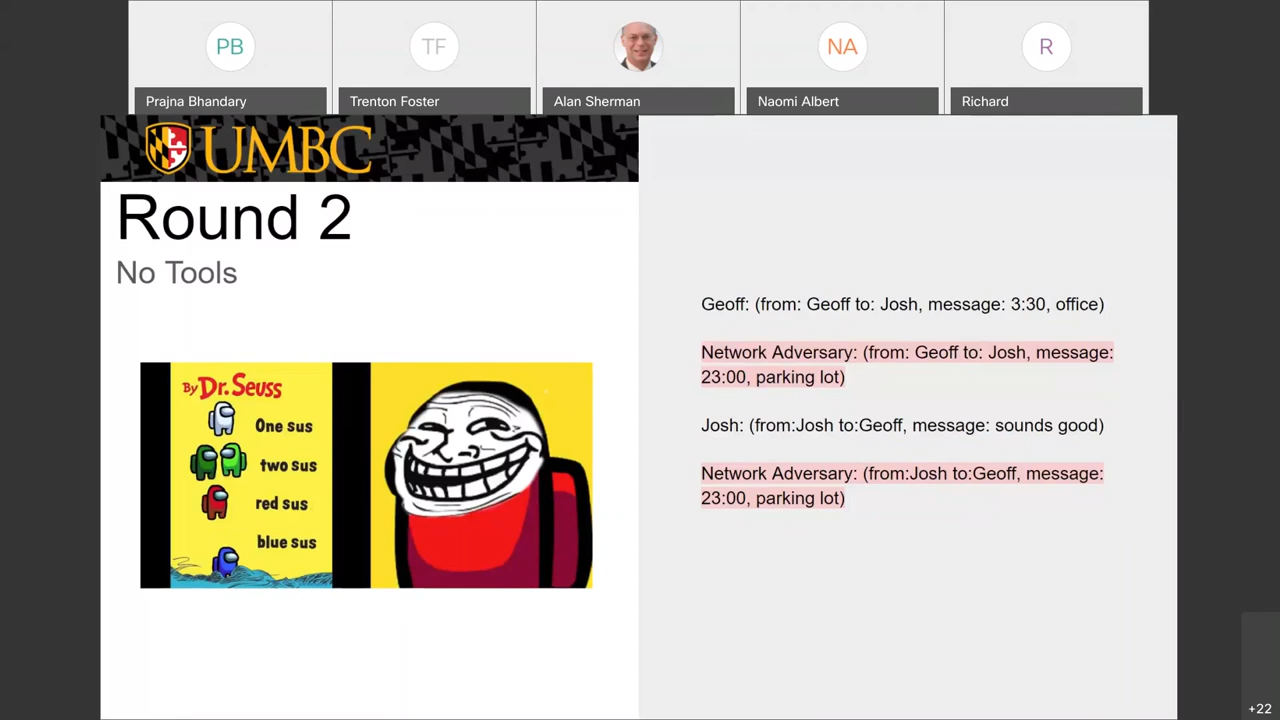 PB
TF
NA
R
Prajna Bhandary
Trenton Foster
Alan Sherman
Naomi Albert
Richard
UMBC
Round 2
No Tools
By Dr. Seuss
One sus
two sus
red sus
blue sus
Geoff: (from: Geoff to: Josh, message: 3:30, office)
Network Adversary: (from: Geoff to: Josh, message:
23:00, parking lot)
Josh: (from:Josh to:Geoff, message: sounds good)
Network Adversary: (from:Josh to:Geoff, message:
23:00, parking lot)
+22